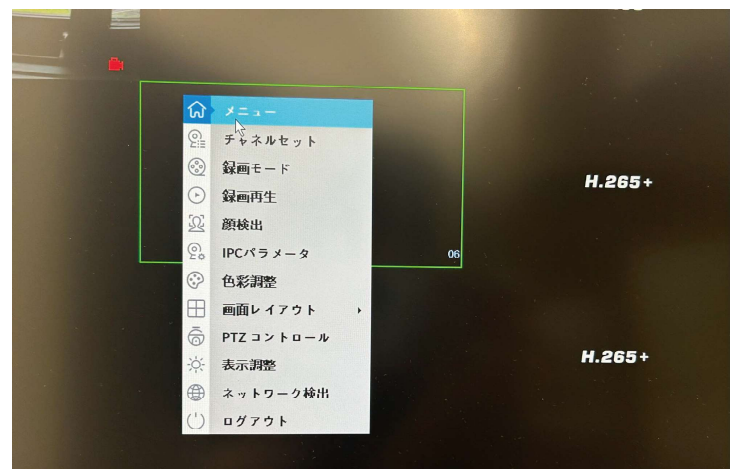 メニュー
チャネルセット
録画モード
録画再生
H.265+
顔検出
IPCパラメータ
06
色彩調整
画面レイアウト
PTZ コントロール
表示調整
H.265+
ネットワーク検出
ログアウト